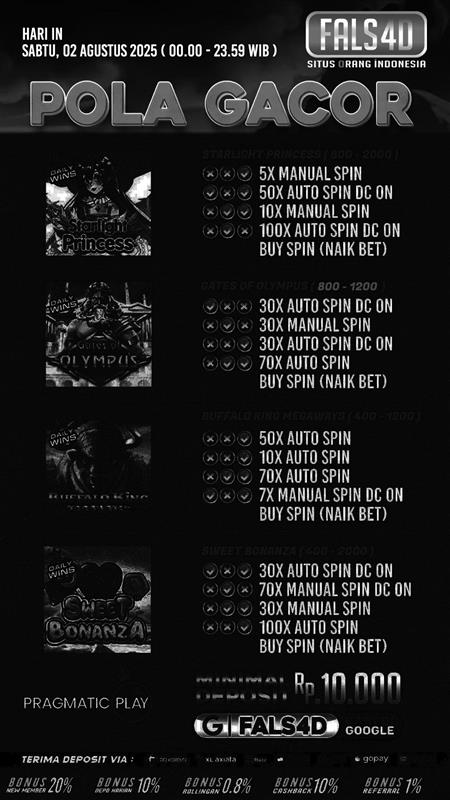 HARI IN
SABTU, 02 AGUSTUS 2025 ( 00.00 - 23.59 WIB )
FALS4D
SITUS ORANG INDONESIA
POLA GACOR
STARLIGHT PRINCESS ( 800 - 2000 )
DAILY WINS
Starlight
Princess
5X MANUAL SPIN
50X AUTO SPIN DC ON
10X MANUAL SPIN
100X AUTO SPIN DC ON
BUY SPIN (NAIK BET)
GATES OF OLYMPUS ( 800 - 1200 )
DAILY WINS
GATES OF
OLYMPUS
30X AUTO SPIN DC ON
30X MANUAL SPIN
30X AUTO SPIN DC ON
70X AUTO SPIN
BUY SPIN (NAIK BET)
BUFFALO KING MEGAWAYS ( 400 - 1200 )
DAILY WINS
BUFFALO KING
50X AUTO SPIN
10X AUTO SPIN
70X AUTO SPIN
7X MANUAL SPIN DC ON
BUY SPIN (NAIK BET)
SWEET BONANZA ( 400 - 2000 )
DAILY WINS
SWEET
BONANZA
30X AUTO SPIN DC ON
70X MANUAL SPIN DC ON
30X MANUAL SPIN
100X AUTO SPIN
BUY SPIN (NAIK BET)
MINIMAL DEPOSIT Rp.10.000
PRAGMATIC PLAY
G FALS4D GOOGLE
TERIMA DEPOSIT VIA : XL axiata gopay
BONUS NEW MEMBER 20%
BONUS DEPO HARIAN 10%
BONUS ROLLINGAN 0.8%
BONUS CASHBACK 10%
BONUS REFERRAL 1%